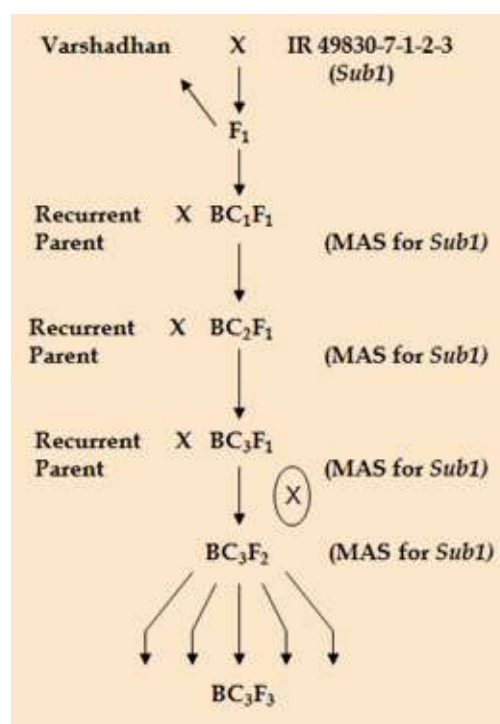 Varshadhan X IR 49830-7-1-2-3
(Sub1)
F₁
Recurrent X BC₁F₁
Parent (MAS for Sub1)
Recurrent X BC₂F₁
Parent (MAS for Sub1)
Recurrent X BC₃F₁
Parent (MAS for Sub1)
X
BC₃F₂ (MAS for Sub1)
BC₃F₃